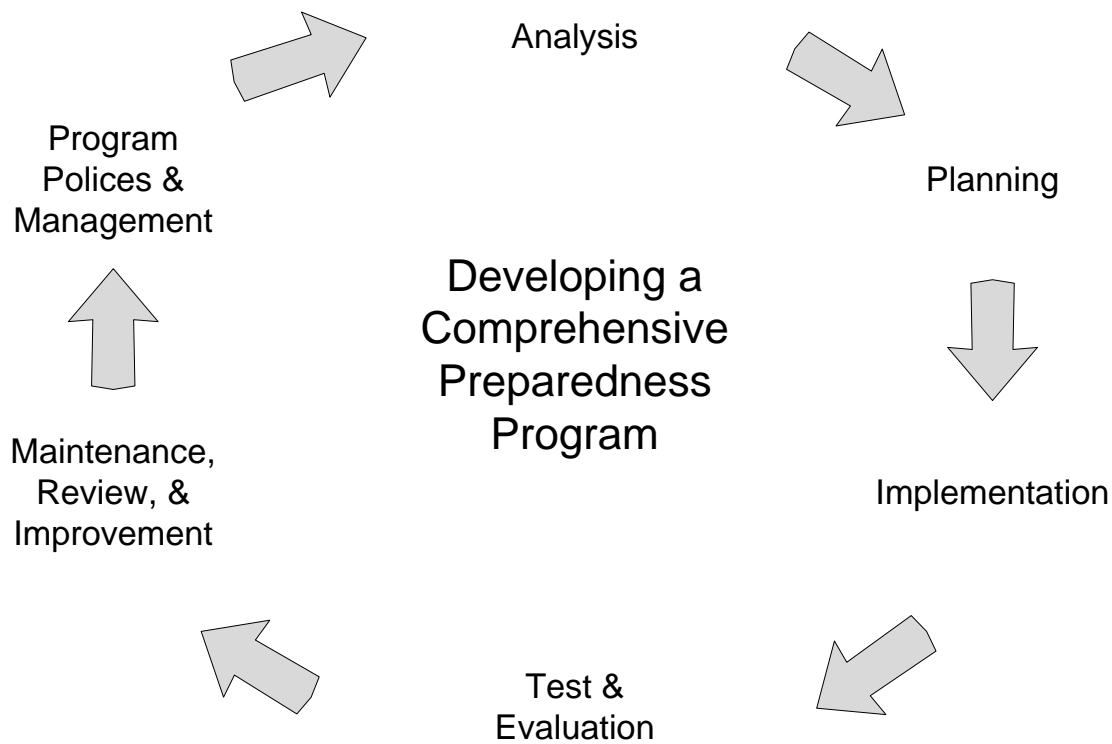 Analysis
Program
Polices &
Management
Planning
Developing a
Comprehensive
Preparedness
Program
Maintenance,
Review, &
Improvement
Implementation
Test &
Evaluation